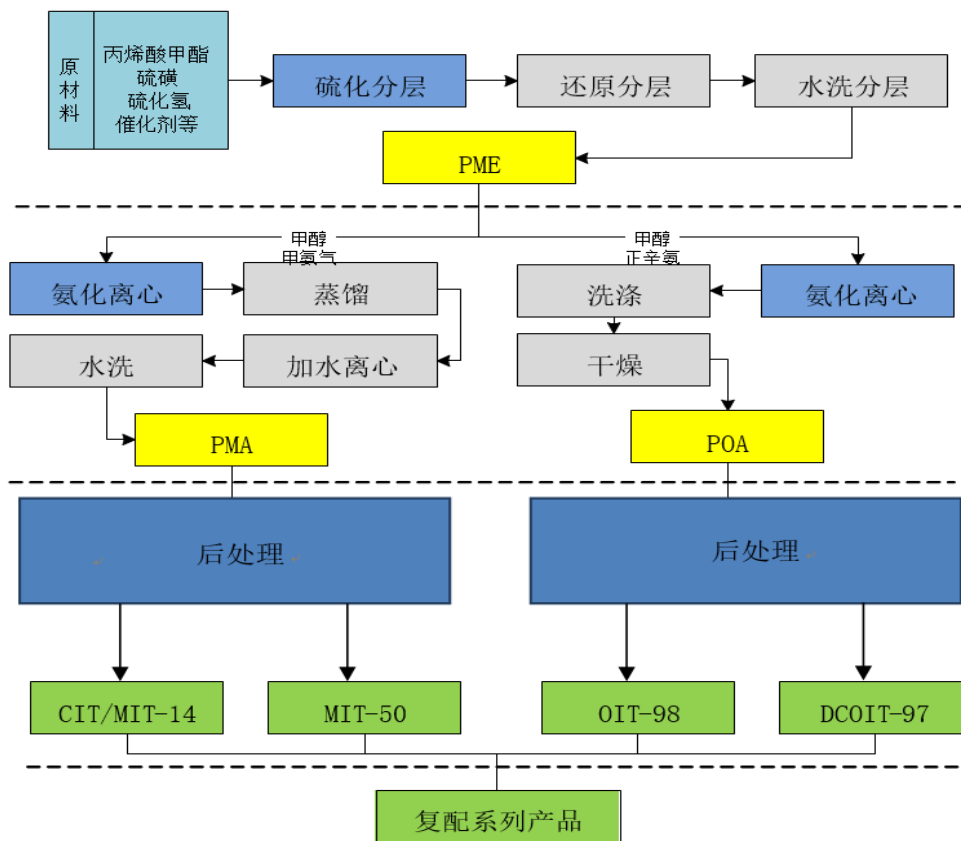 原材料
丙烯酸甲酯
硫磺
硫化氢
催化剂等
硫化分层
还原分层
水洗分层
PME
甲醇
甲氨气
甲醇
正辛氨
氨化离心
蒸馏
洗涤
氨化离心
水洗
加水离心
干燥
PMA
POA
后处理
后处理
CIT/MIT-14
MIT-50
OIT-98
DCOIT-97
复配系列产品